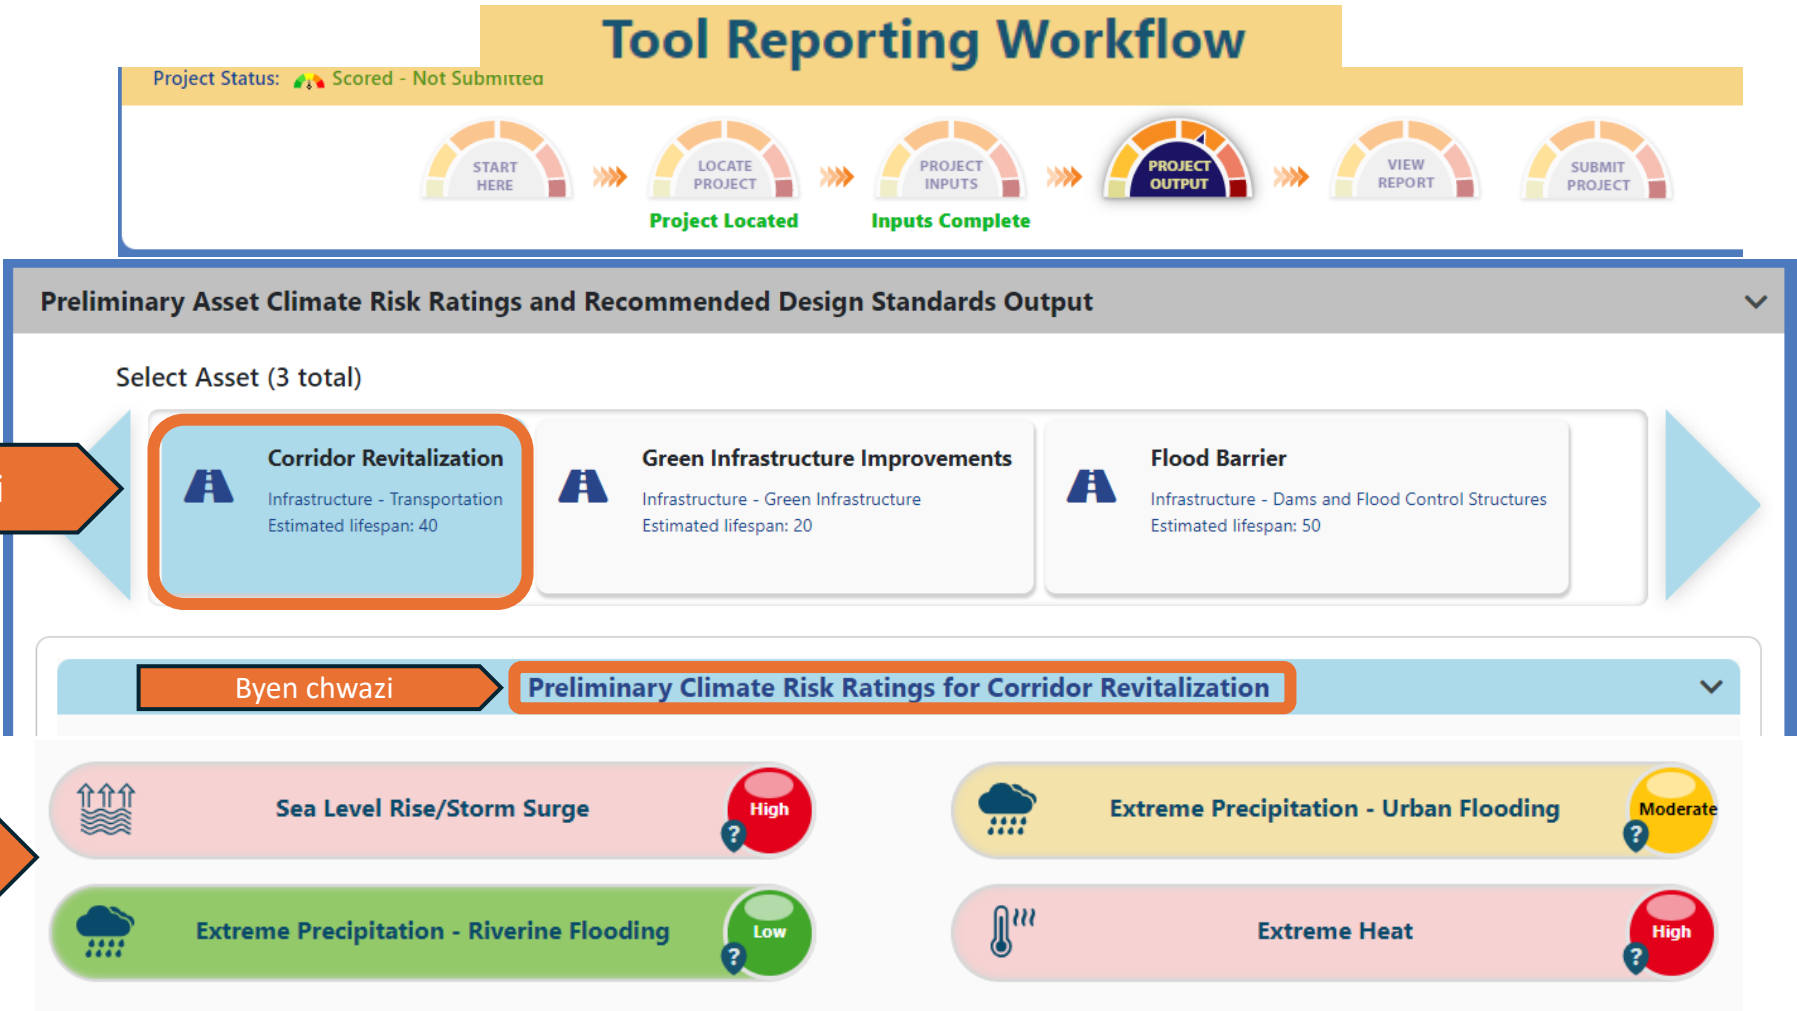 Tool Reporting Workflow
Project Status: Scored - Not Submitted
START
HERE
LOCATE
PROJECT
PROJECT
INPUTS
PROJECT
OUTPUT
VIEW
REPORT
SUBMIT
PROJECT
Project Located
Inputs Complete
Preliminary Asset Climate Risk Ratings and Recommended Design Standards Output
Select Asset (3 total)
i
Corridor Revitalization
Infrastructure - Transportation
Estimated lifespan: 40
Green Infrastructure Improvements
Infrastructure - Green Infrastructure
Estimated lifespan: 20
Flood Barrier
Infrastructure - Dams and Flood Control Structures
Estimated lifespan: 50
Byen chwazi
Preliminary Climate Risk Ratings for Corridor Revitalization
Sea Level Rise/Storm Surge
High
?
Extreme Precipitation - Urban Flooding
Moderate
?
Extreme Precipitation - Riverine Flooding
Low
?
Extreme Heat
High
?